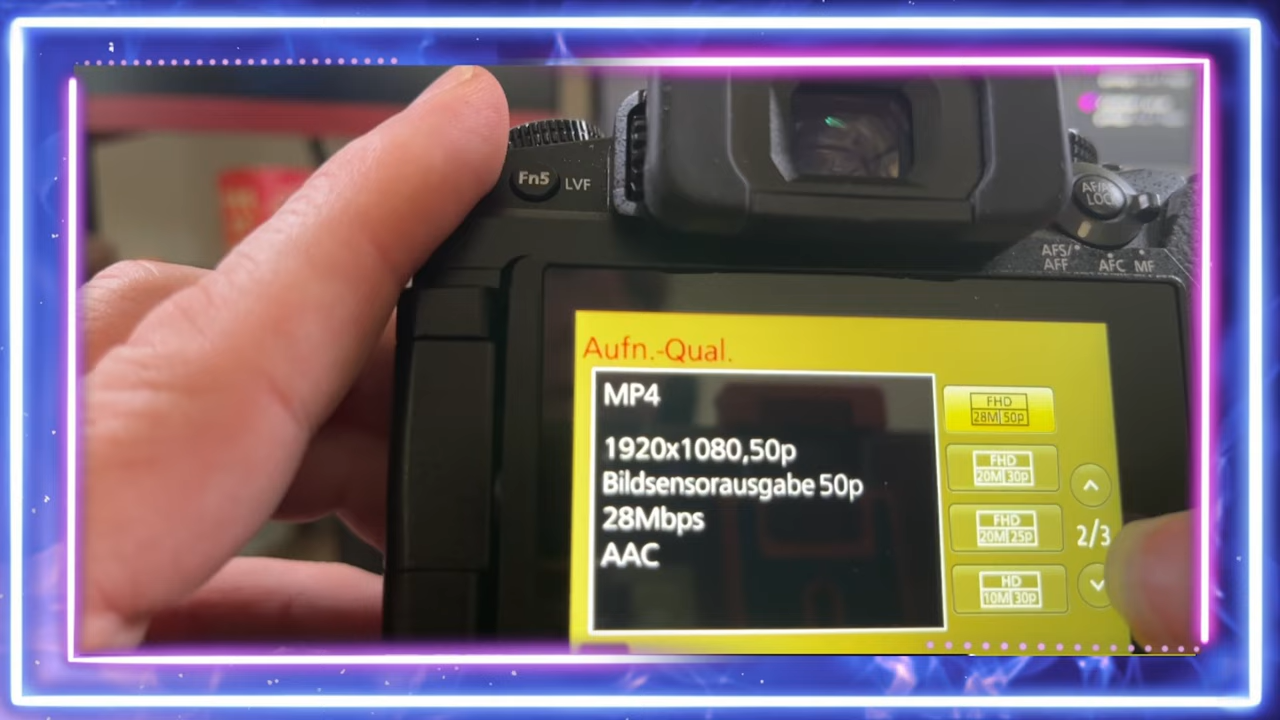 Fn5 LVF
AF/AE
LOCK
AFS/
AFF
AFC
MF
Aufn.-Qual.
MP4
1920x1080,50p
Bildsensorausgabe 50p
28Mbps
AAC
FHD
28M 50p
FHD
20M 30p
FHD
20M 25p
HD
10M 30p
2/3